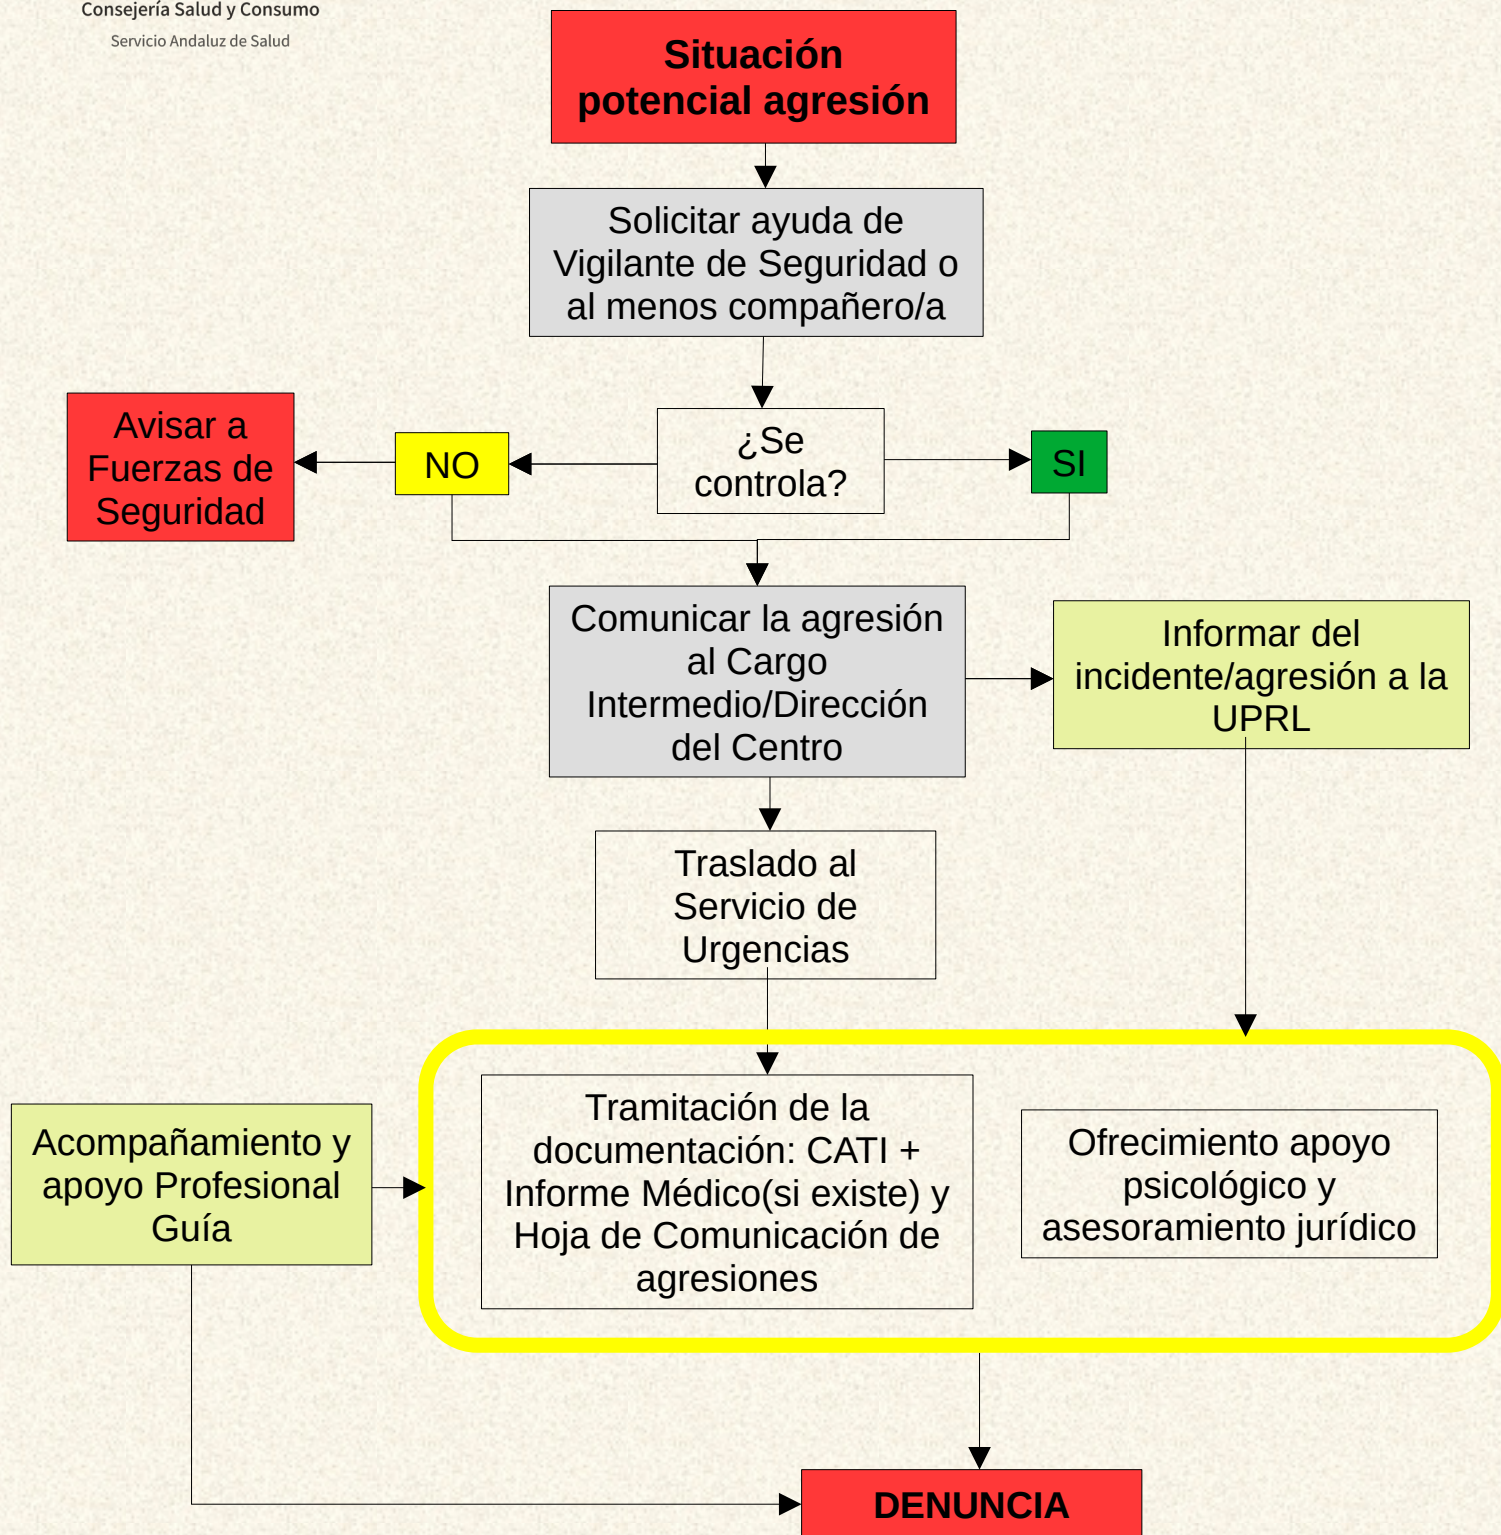 Consejería Salud y Consumo
Servicio Andaluz de Salud
Situación
potencial agresión
Solicitar ayuda de
Vigilante de Seguridad o
al menos compañero/a
Avisar a
Fuerzas de
Seguridad
NO
¿Se
controla?
SI
Comunicar la agresión
al Cargo
Intermedio/Dirección
del Centro
Informar del
incidente/agresión a la
UPRL
Traslado al
Servicio de
Urgencias
Acompañamiento y
apoyo Profesional
Guía
Tramitación de la
documentación: CATI +
Informe Médico(si existe) y
Hoja de Comunicación de
agresiones
Ofrecimiento apoyo
psicológico y
asesoramiento jurídico
DENUNCIA